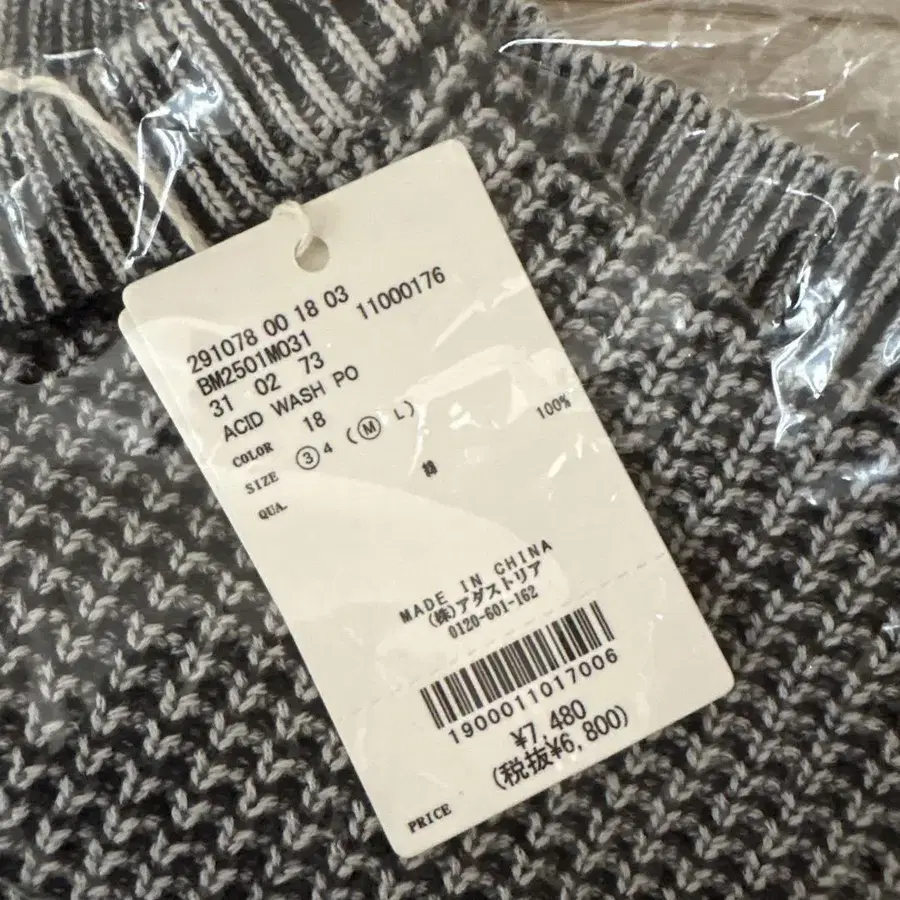 291078 00 18 03 11000176
BM2501M031
31 02 73
ACID WASH PO
COLOR 18
SIZE ③ 4 (Ⓜ L)
QUA. 綿 100%
MADE IN CHINA
(株)アダストリア
0120-601-162
1900011017006
¥7,480
(税抜¥6,800)
PRICE